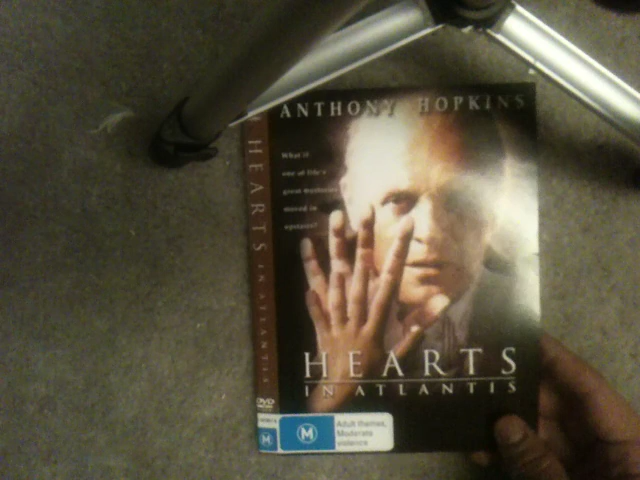 ANTHONY HOPKINS
What if
one of life's
great mysteries
moved in
upstairs?
HEARTS
IN ATLANTIS
HEARTS IN ATLANTIS
DVD
M
M
Adult themes,
Moderate
violence